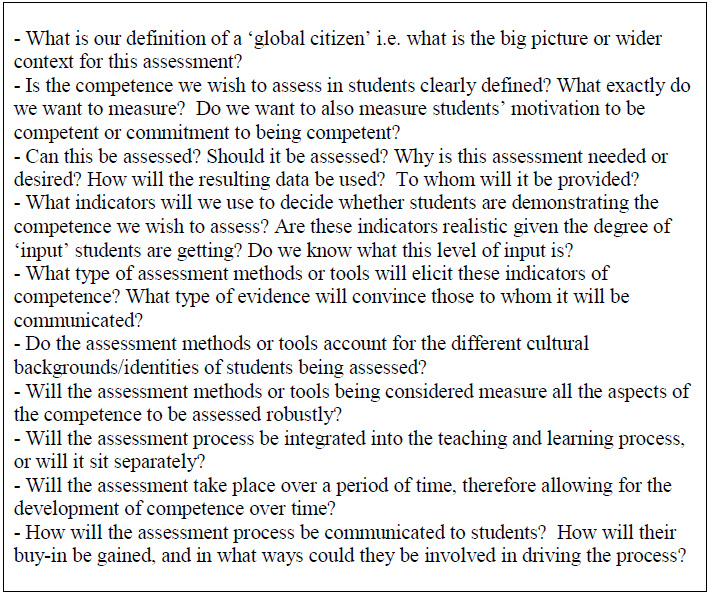 - What is our definition of a ‘global citizen’ i.e. what is the big picture or wider
context for this assessment?
- Is the competence we wish to assess in students clearly defined? What exactly do
we want to measure?  Do we want to also measure students’ motivation to be
competent or commitment to being competent?
- Can this be assessed? Should it be assessed? Why is this assessment needed or
desired? How will the resulting data be used?  To whom will it be provided?
- What indicators will we use to decide whether students are demonstrating the
competence we wish to assess? Are these indicators realistic given the degree of
‘input’ students are getting? Do we know what this level of input is?
- What type of assessment methods or tools will elicit these indicators of
competence? What type of evidence will convince those to whom it will be
communicated?
- Do the assessment methods or tools account for the different cultural
backgrounds/identities of students being assessed?
- Will the assessment methods or tools being considered measure all the aspects of
the competence to be assessed robustly?
- Will the assessment process be integrated into the teaching and learning process,
or will it sit separately?
- Will the assessment take place over a period of time, therefore allowing for the
development of competence over time?
- How will the assessment process be communicated to students?  How will their
buy-in be gained, and in what ways could they be involved in driving the process?